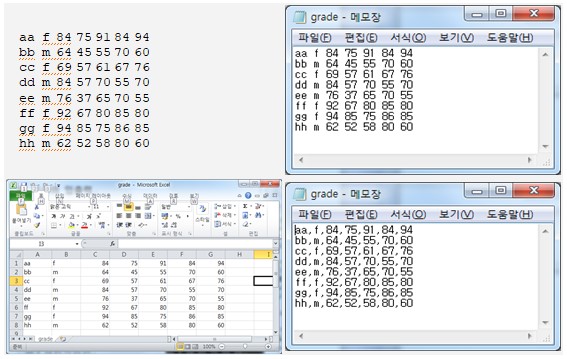 aa f 84 75 91 84 94
bb m 64 45 55 70 60
cc f 69 57 61 67 76
dd m 84 57 70 55 70
ee m 76 37 65 70 55
ff f 92 67 80 85 80
gg f 94 85 75 86 85
hh m 62 52 58 80 60
grade - 메모장
파일(F) 편집(E) 서식(O) 보기(V) 도움말(H)
aa f 84 75 91 84 94
bb m 64 45 55 70 60
cc f 69 57 61 67 76
dd m 84 57 70 55 70
ee m 76 37 65 70 55
ff f 92 67 80 85 80
gg f 94 85 75 86 85
hh m 62 52 58 80 60
grade - Microsoft Excel
I3
A B C D E F G H I
1 aa f 84 75 91 84 94
2 bb m 64 45 55 70 60
3 cc f 69 57 61 67 76
4 dd m 84 57 70 55 70
5 ee m 76 37 65 70 55
6 ff f 92 67 80 85 80
7 gg f 94 85 75 86 85
8 hh m 62 52 58 80 60
grade
100%
grade - 메모장
파일(F) 편집(E) 서식(O) 보기(V) 도움말(H)
aa,f,84,75,91,84,94
bb,m,64,45,55,70,60
cc,f,69,57,61,67,76
dd,m,84,57,70,55,70
ee,m,76,37,65,70,55
ff,f,92,67,80,85,80
gg,f,94,85,75,86,85
hh,m,62,52,58,80,60